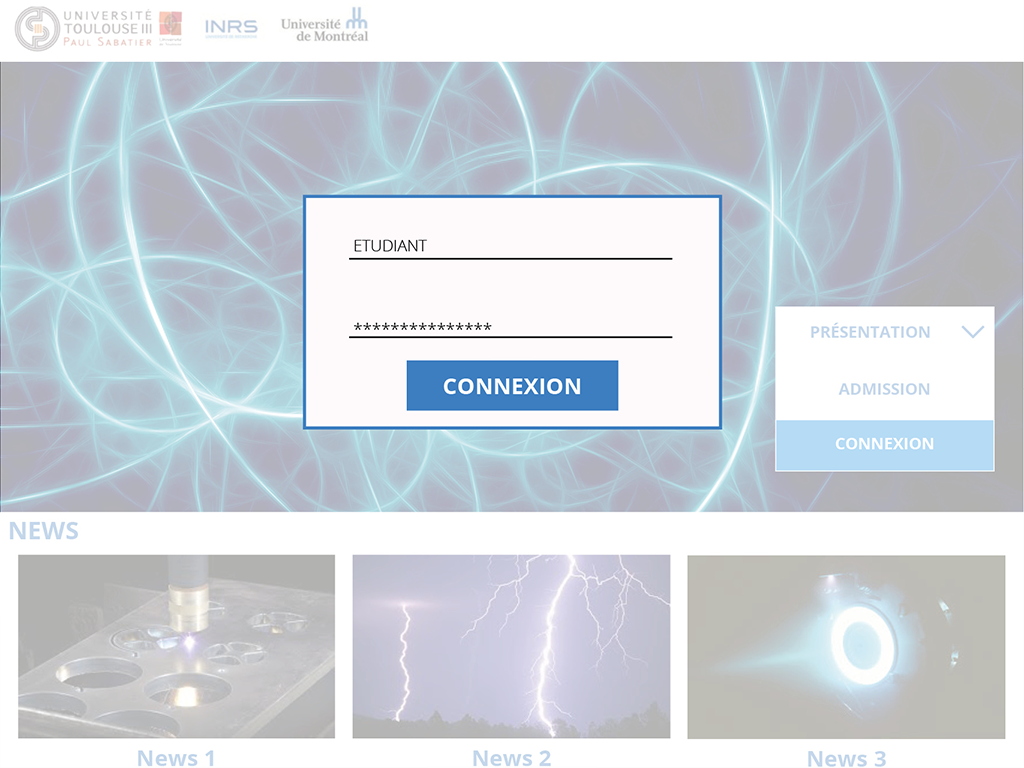 UNIVERSITÉ
TOULOUSE III
PAUL SABATIER
INRS
Université
de Montréal
ETUDIANT
***************
CONNEXION
PRÉSENTATION
ADMISSION
CONNEXION
NEWS
News 1
News 2
News 3